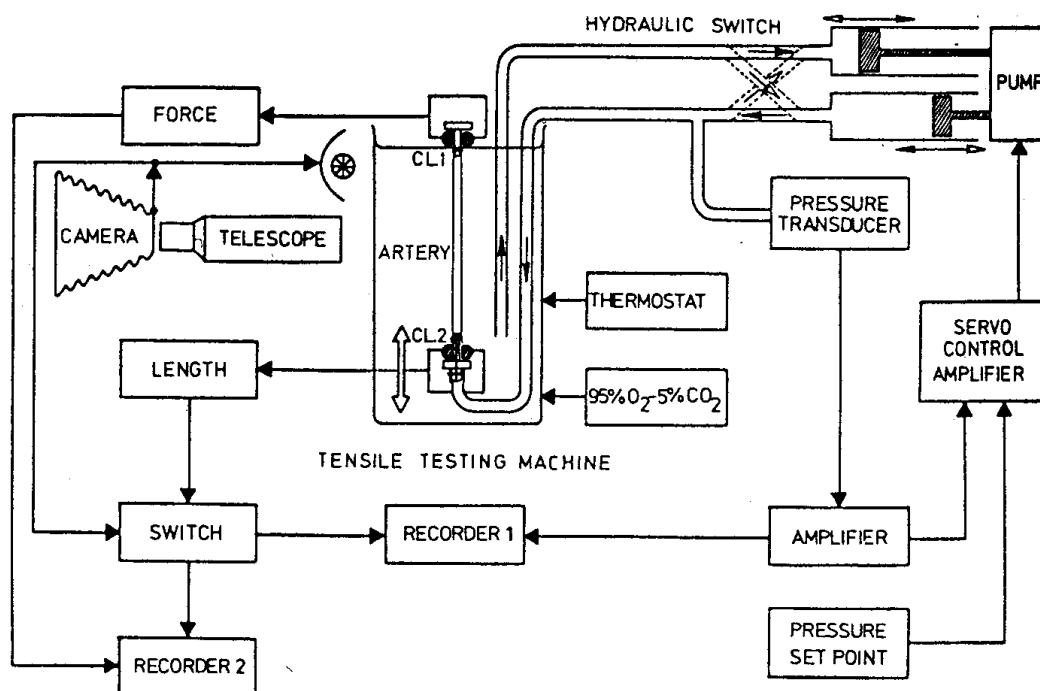 HYDRAULIC SWITCH
PUMP
FORCE
CL1
CAMERA
TELESCOPE
ARTERY
PRESSURE
TRANSDUCER
THERMOSTAT
CL2
LENGTH
SERVO
CONTROL
AMPLIFIER
95% O₂-5% CO₂
TENSILE TESTING MACHINE
SWITCH
RECORDER 1
AMPLIFIER
PRESSURE
SET POINT
RECORDER 2